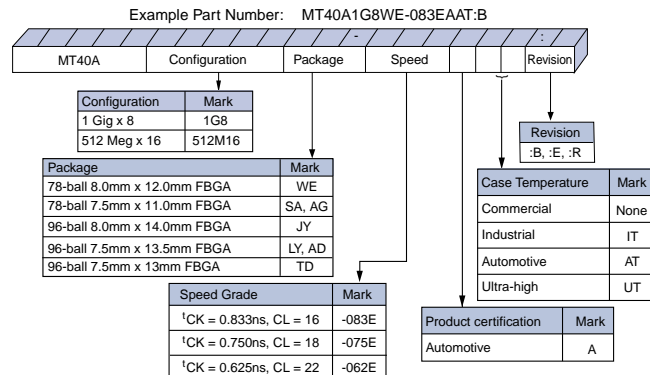 Example Part Number: MT40A1G8WE-083EAAT:B
- :
MT40A Configuration Package Speed Revision
Configuration Mark
1 Gig x 8 1G8
512 Meg x 16 512M16
Revision
:B, :E, :R
Package Mark
78-ball 8.0mm x 12.0mm FBGA WE
78-ball 7.5mm x 11.0mm FBGA SA, AG
96-ball 8.0mm x 14.0mm FBGA JY
96-ball 7.5mm x 13.5mm FBGA LY, AD
96-ball 7.5mm x 13mm FBGA TD
Case Temperature Mark
Commercial None
Industrial IT
Automotive AT
Ultra-high UT
Speed Grade Mark
tCK = 0.833ns, CL = 16 -083E
tCK = 0.750ns, CL = 18 -075E
tCK = 0.625ns, CL = 22 -062E
Product certification Mark
Automotive A